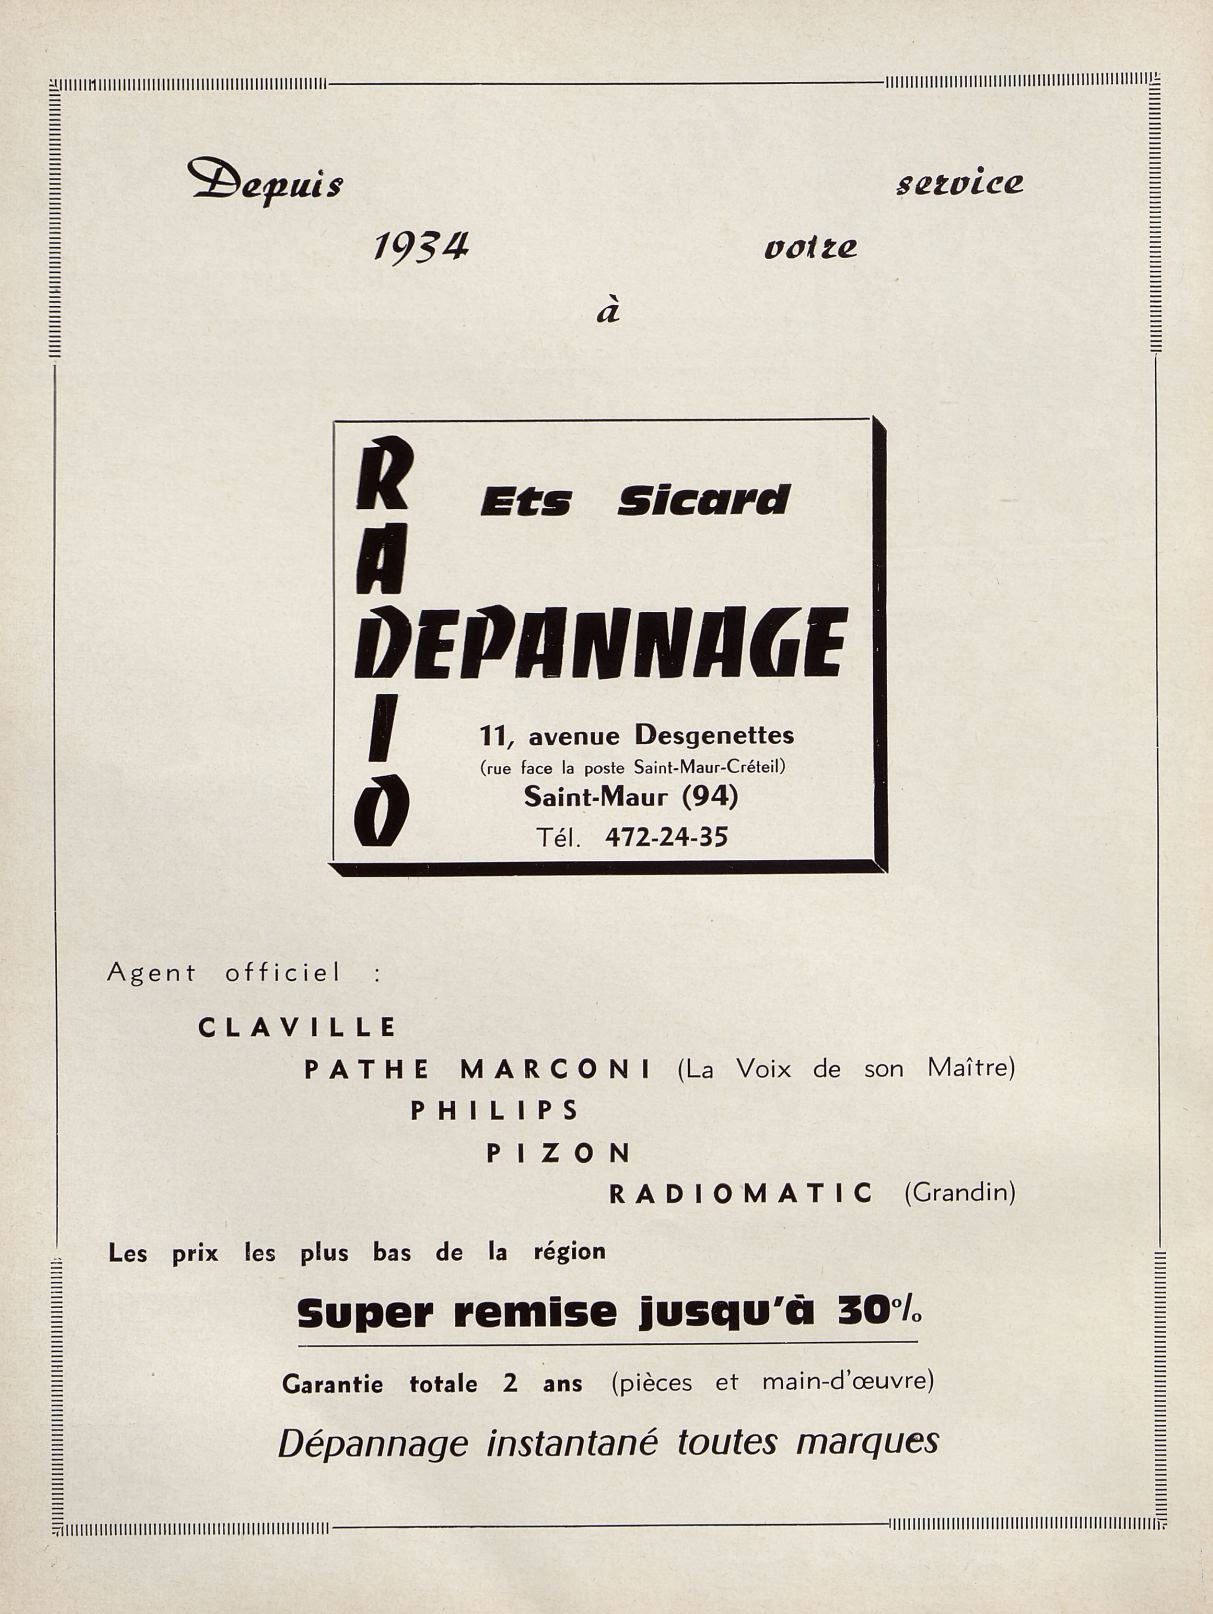 Depuis
1934
à
votre
service
RADIO
Ets Sicard
DEPANNAGE
11, avenue Desgenettes
(rue face la poste Saint-Maur-Créteil)
Saint-Maur (94)
Tél. 472-24-35
Agent officiel :
CLAVILLE
PATHE MARCONI (La Voix de son Maître)
PHILIPS
PIZON
RADIOMATIC (Grandin)
Les prix les plus bas de la région
Super remise jusqu'à 30%
Garantie totale 2 ans (pièces et main-d'œuvre)
Dépannage instantané toutes marques